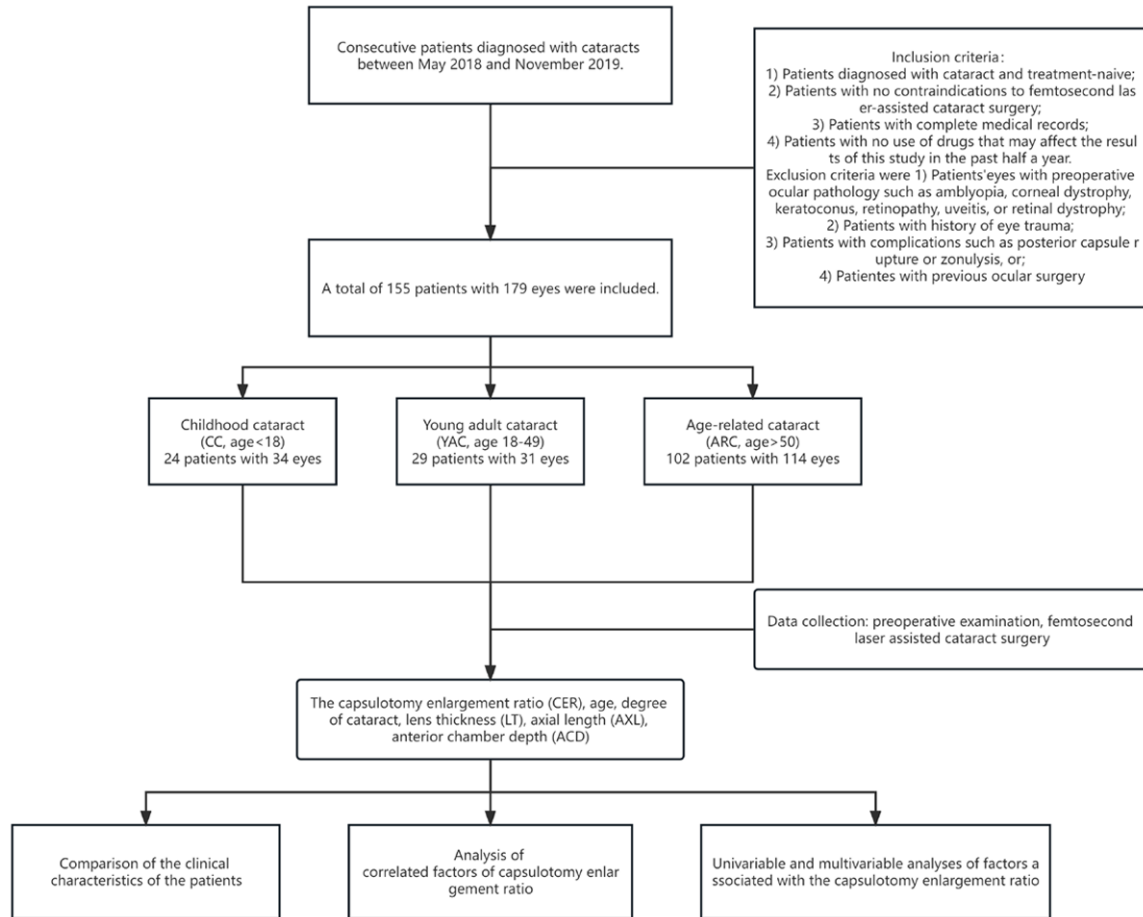 Consecutive patients diagnosed with cataracts
between May 2018 and November 2019.
Inclusion criteria:
1) Patients diagnosed with cataract and treatment-naive;
2) Patients with no contraindications to femtosecond las
er-assisted cataract surgery;
3) Patients with complete medical records;
4) Patients with no use of drugs that may affect the resul
ts of this study in the past half a year.
Exclusion criteria were 1) Patients'eyes with preoperative
ocular pathology such as amblyopia, corneal dystrophy,
keratoconus, retinopathy, uveitis, or retinal dystrophy;
2) Patients with history of eye trauma;
3) Patients with complications such as posterior capsule r
upture or zonulysis, or;
4) Patientes with previous ocular surgery
A total of 155 patients with 179 eyes were included.
Childhood cataract
(CC, age<18)
24 patients with 34 eyes
Young adult cataract
(YAC, age 18-49)
29 patients with 31 eyes
Age-related cataract
(ARC, age>50)
102 patients with 114 eyes
Data collection: preoperative examination, femtosecond
laser assisted cataract surgery
The capsulotomy enlargement ratio (CER), age, degree
of cataract, lens thickness (LT), axial length (AXL),
anterior chamber depth (ACD)
Comparison of the clinical
characteristics of the patients
Analysis of
correlated factors of capsulotomy enlar
gement ratio
Univariable and multivariable analyses of factors a
ssociated with the capsulotomy enlargement ratio